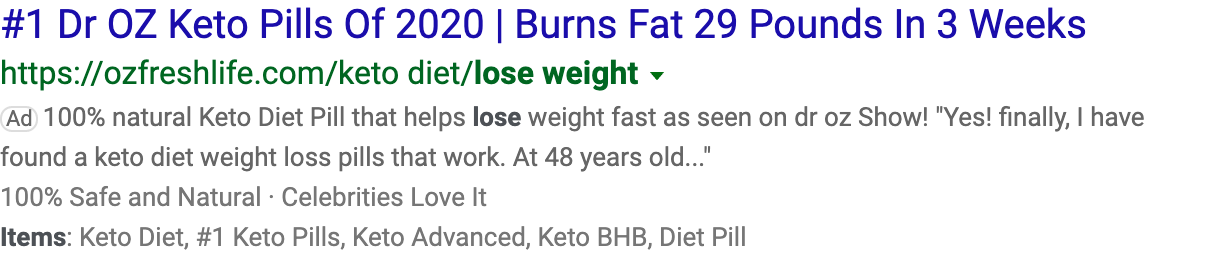 #1 Dr OZ Keto Pills Of 2020 | Burns Fat 29 Pounds In 3 Weeks
https://ozfreshlife.com/keto diet/lose weight
Ad 100% natural Keto Diet Pill that helps lose weight fast as seen on dr oz Show! "Yes! finally, I have
found a keto diet weight loss pills that work. At 48 years old..."
100% Safe and Natural · Celebrities Love It
Items: Keto Diet, #1 Keto Pills, Keto Advanced, Keto BHB, Diet Pill